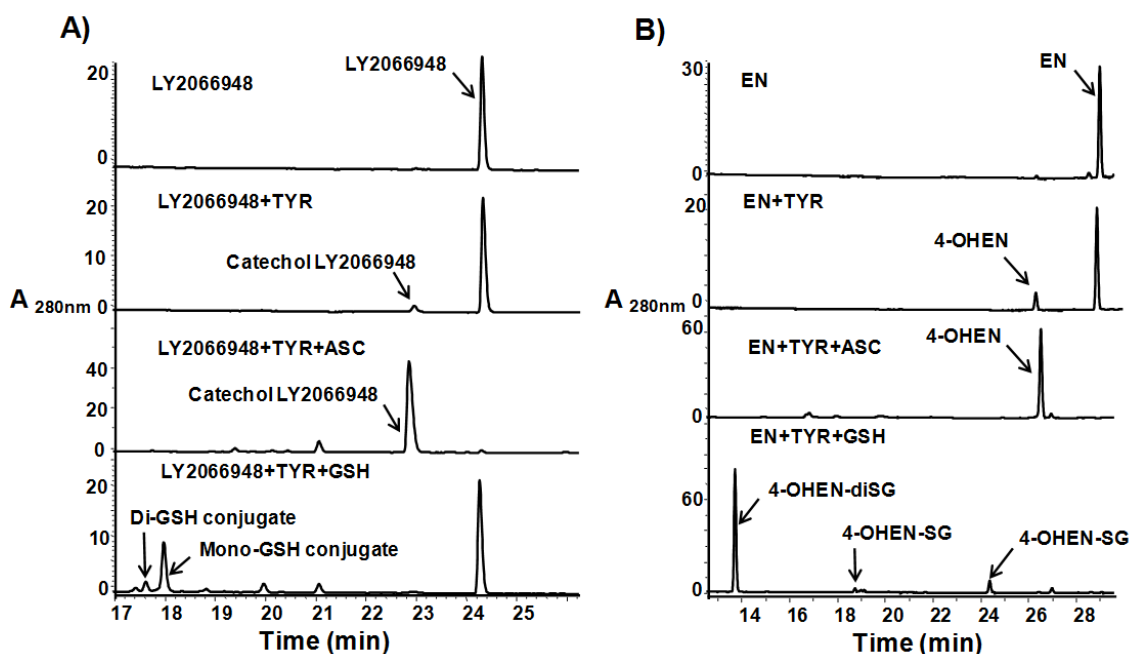 A)
LY2066948
LY2066948
20
10
0
LY2066948+TYR
Catechol LY2066948
20
10
0
A 280nm
LY2066948+TYR+ASC
Catechol LY2066948
40
20
0
LY2066948+TYR+GSH
Di-GSH conjugate
Mono-GSH conjugate
20
10
0
17 18 19 20 21 22 23 24 25
Time (min)
B)
EN
EN
30
0
EN+TYR
4-OHEN
20
0
A 280nm
EN+TYR+ASC
4-OHEN
60
0
EN+TYR+GSH
4-OHEN-diSG
4-OHEN-SG
4-OHEN-SG
60
0
14 16 18 20 22 24 26 28
Time (min)